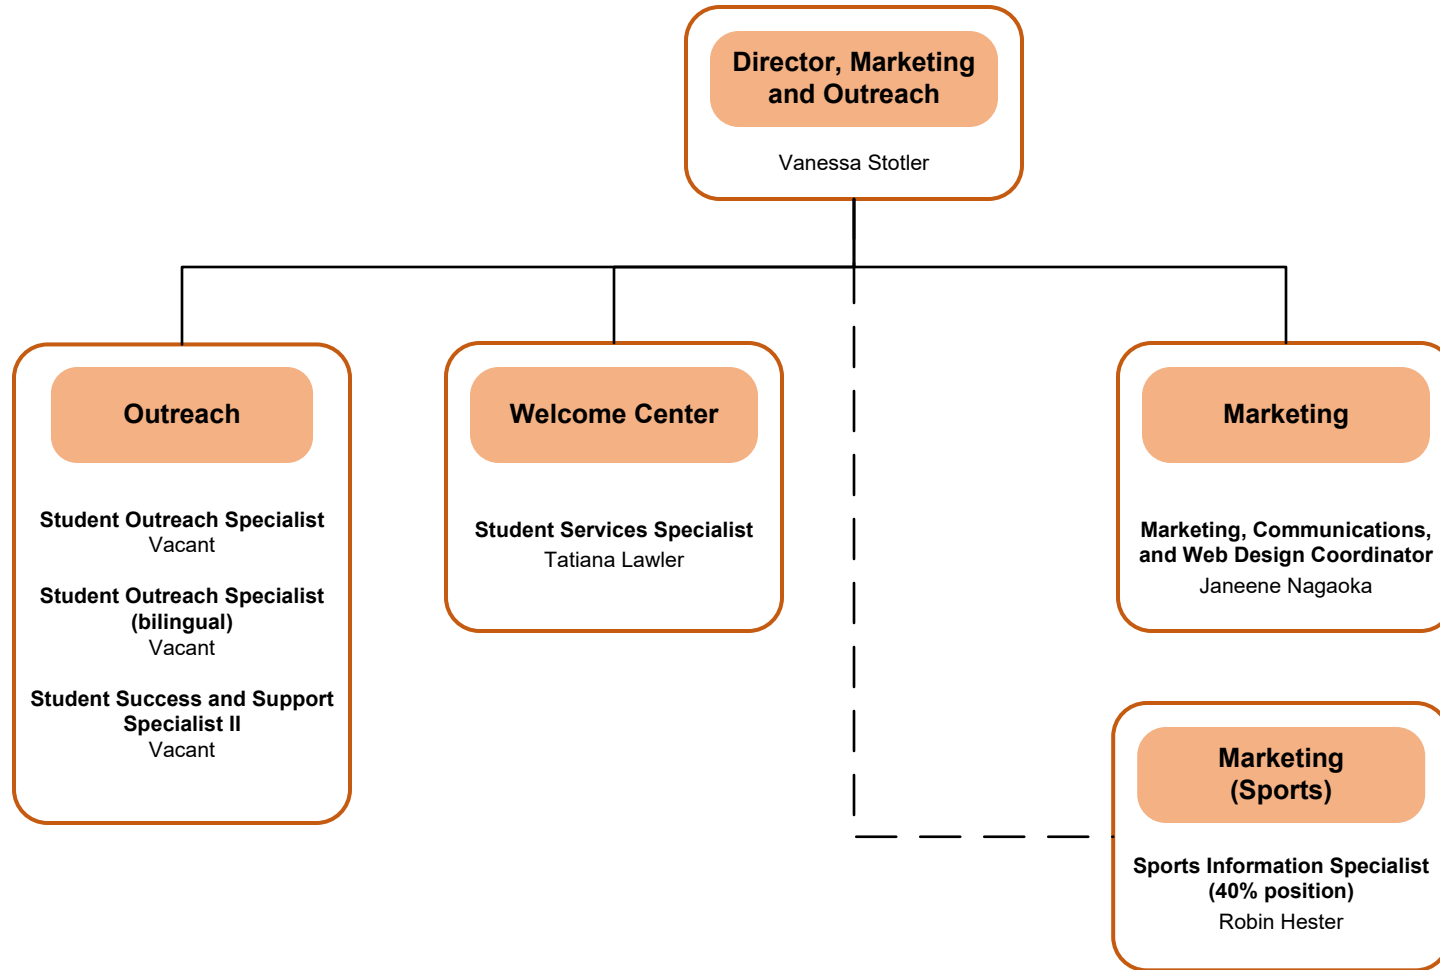 Director, Marketing
and Outreach
Vanessa Stotler
Outreach
Student Outreach Specialist
Vacant
Student Outreach Specialist
(bilingual)
Vacant
Student Success and Support
Specialist II
Vacant
Welcome Center
Student Services Specialist
Tatiana Lawler
Marketing
Marketing, Communications,
and Web Design Coordinator
Janeene Nagaoka
Marketing
(Sports)
Sports Information Specialist
(40% position)
Robin Hester